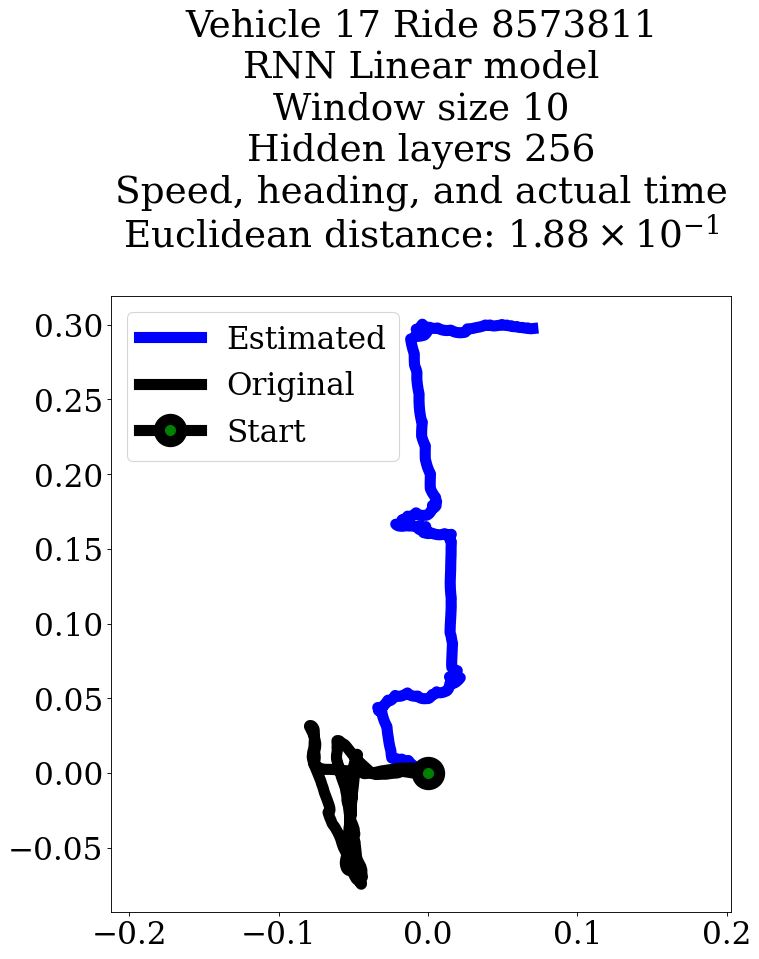 Vehicle 17 Ride 8573811
RNN Linear model
Window size 10
Hidden layers 256
Speed, heading, and actual time
Euclidean distance: 1.88 × 10⁻¹
Estimated
Original
Start
0.30
0.25
0.20
0.15
0.10
0.05
0.00
−0.05
−0.2
−0.1
0.0
0.1
0.2